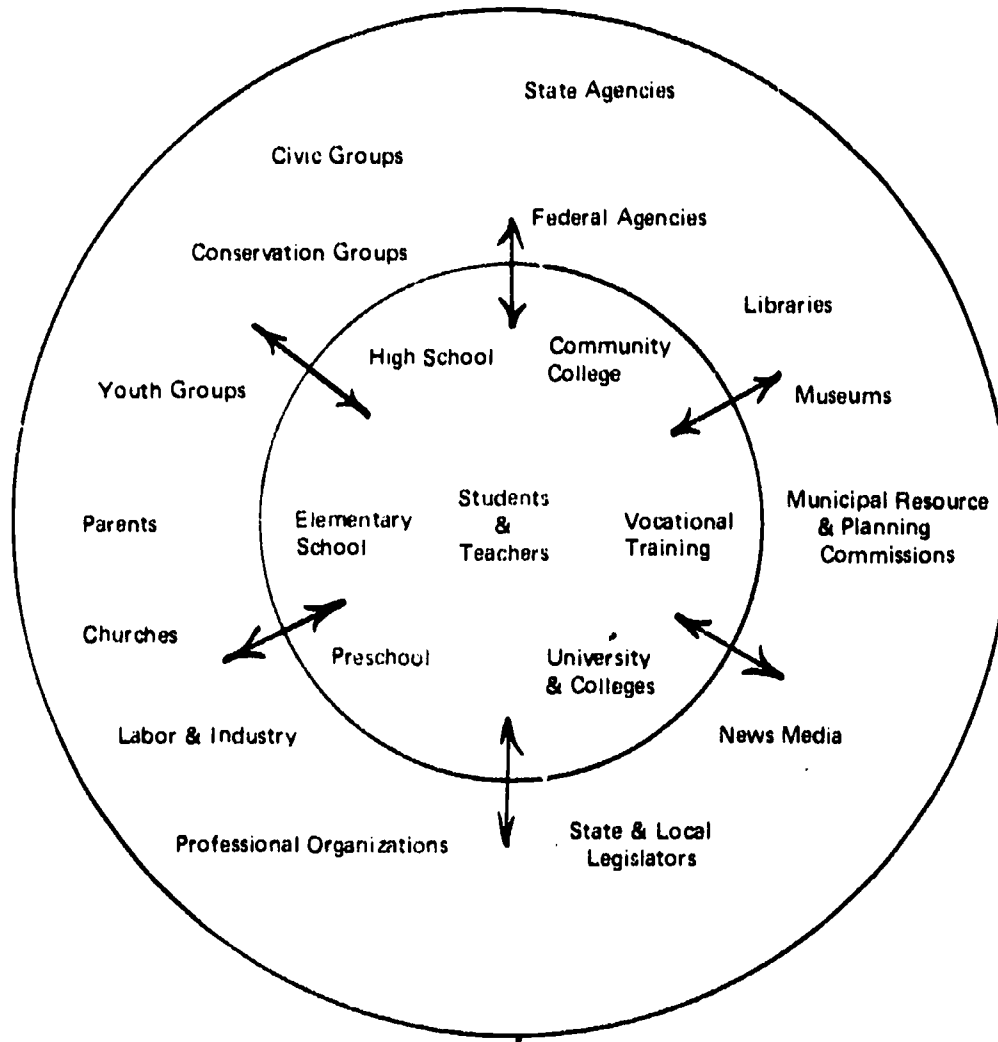 State Agencies
Civic Groups
Federal Agencies
Conservation Groups
Libraries
High School
Community
College
Youth Groups
Museums
Parents
Elementary
School
Students
&
Teachers
Vocational
Training
Municipal Resource
& Planning
Commissions
Churches
Preschool
University
& Colleges
Labor & Industry
News Media
Professional Organizations
State & Local
Legislators